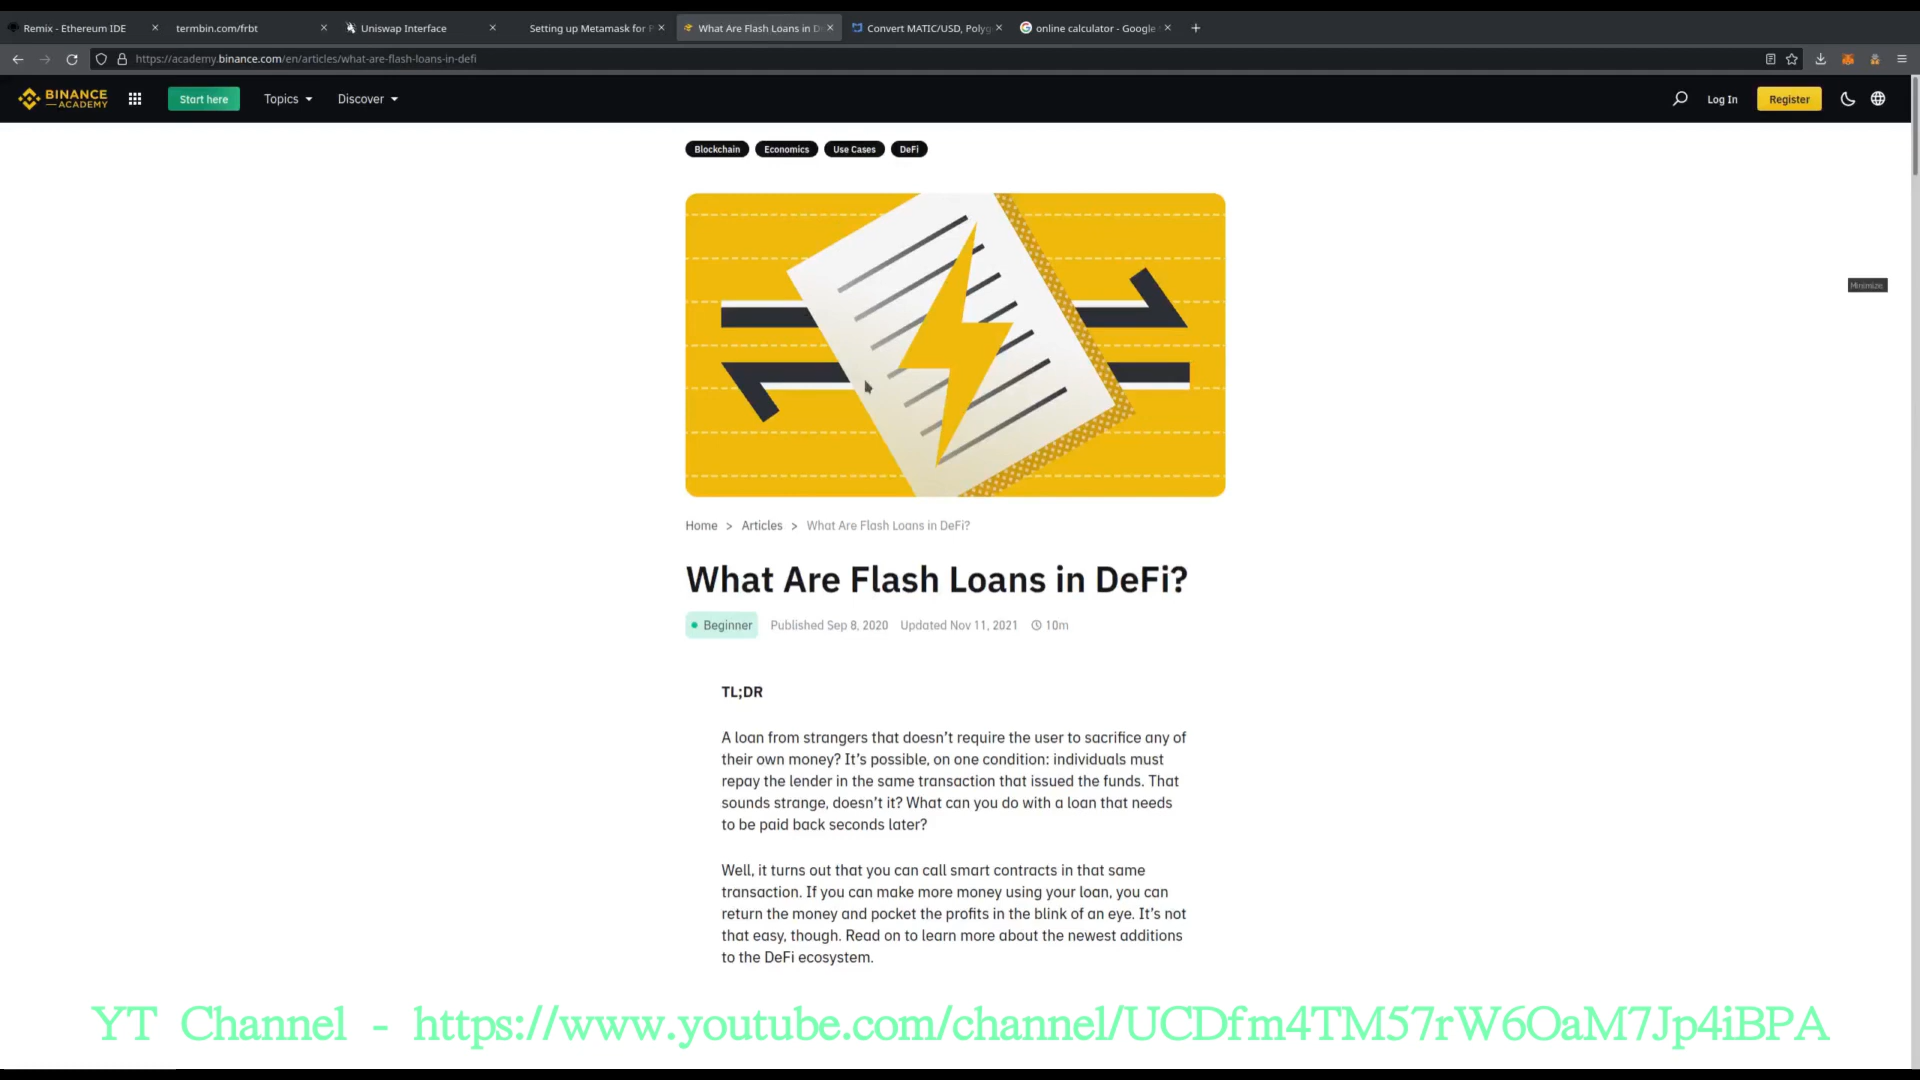 Remix - Ethereum IDE
termbin.com/frbt
Uniswap Interface
Setting up Metamask for P
What Are Flash Loans in D
Convert MATIC/USD, Polyg
online calculator - Google
https://academy.binance.com/en/articles/what-are-flash-loans-in-defi
BINANCE
ACADEMY
Start here
Topics
Discover
Log In
Register
Blockchain
Economics
Use Cases
DeFi
Minimize
Home > Articles > What Are Flash Loans in DeFi?
What Are Flash Loans in DeFi?
Beginner
Published Sep 8, 2020
Updated Nov 11, 2021
10m
TL;DR
A loan from strangers that doesn't require the user to sacrifice any of
their own money? It's possible, on one condition: individuals must
repay the lender in the same transaction that issued the funds. That
sounds strange, doesn't it? What can you do with a loan that needs
to be paid back seconds later?
Well, it turns out that you can call smart contracts in that same
transaction. If you can make more money using your loan, you can
return the money and pocket the profits in the blink of an eye. It's not
that easy, though. Read on to learn more about the newest additions
to the DeFi ecosystem.
YT Channel - https://www.youtube.com/channel/UCDfm4TM57rW6OaM7Jp4iBPA